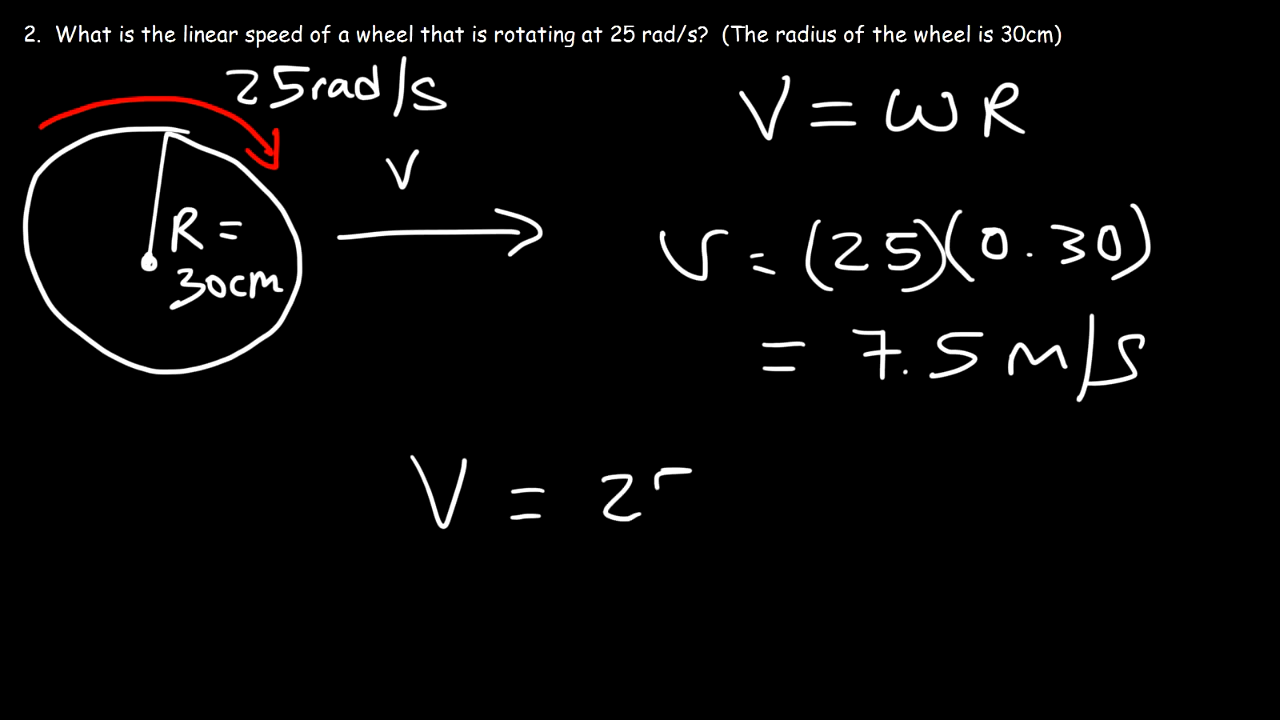 2. What is the linear speed of a wheel that is rotating at 25 rad/s? (The radius of the wheel is 30cm)
25rad/s
V = ωR
V
R =
30cm
V = (25)(0.30)
= 7.5m/s
V = 2